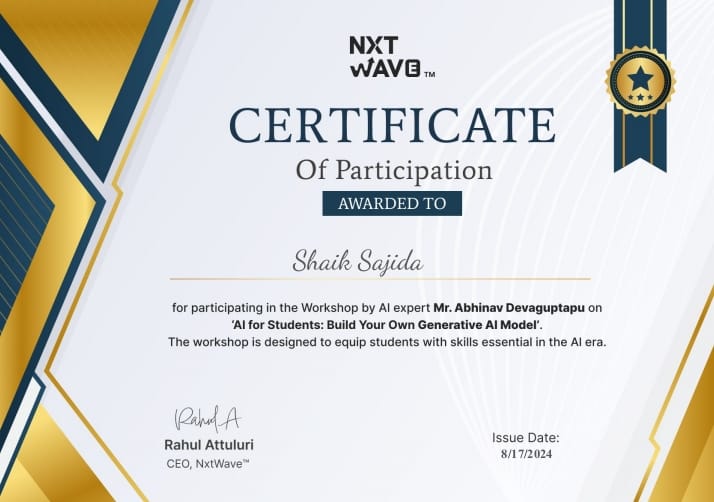 NXT
WAVE™
CERTIFICATE
Of Participation
AWARDED TO
Shaik Sajida
for participating in the Workshop by AI expert Mr. Abhinav Devaguptapu on
‘AI for Students: Build Your Own Generative AI Model’.
The workshop is designed to equip students with skills essential in the AI era.
Rahul A
Rahul Attuluri
CEO, NxtWave™
Issue Date:
8/17/2024